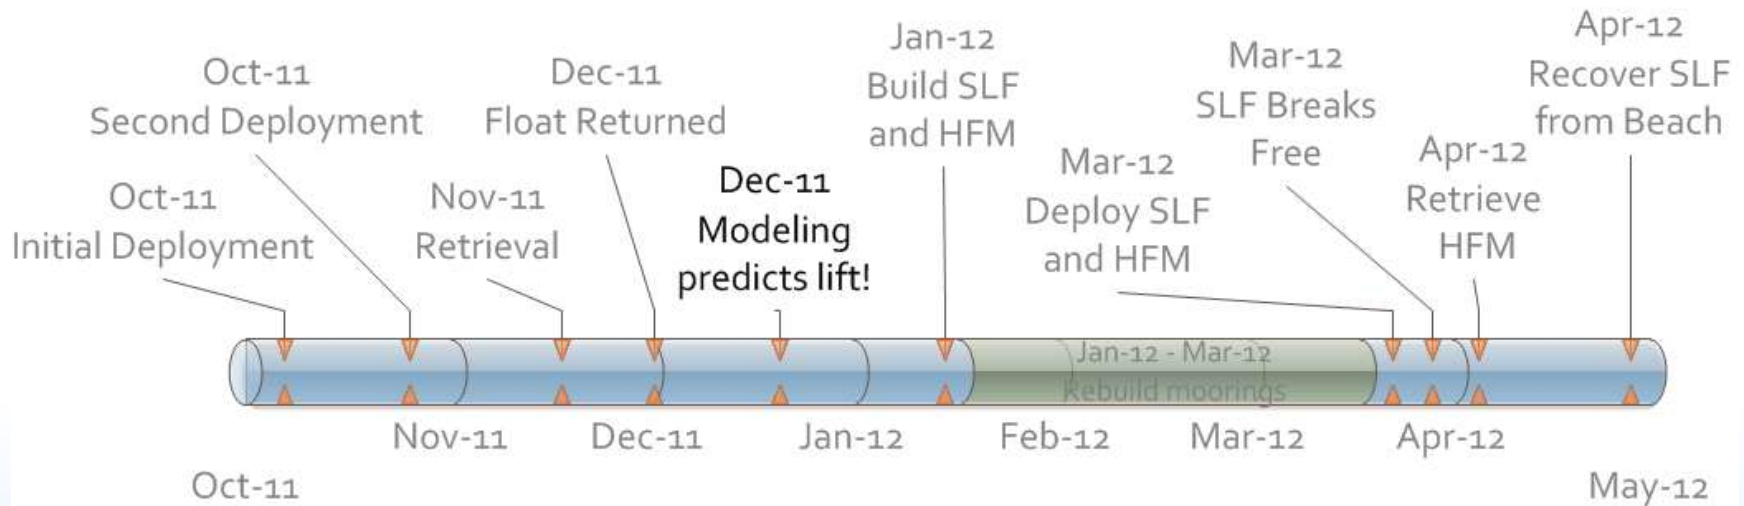 Oct-11
Initial Deployment
Oct-11
Second Deployment
Nov-11
Retrieval
Dec-11
Float Returned
Dec-11
Modeling
predicts lift!
Jan-12
Build SLF
and HFM
Mar-12
Deploy SLF
and HFM
Mar-12
SLF Breaks
Free
Apr-12
Retrieve
HFM
Apr-12
Recover SLF
from Beach
Jan-12 - Mar-12
Rebuild moorings
Oct-11
Nov-11
Dec-11
Jan-12
Feb-12
Mar-12
Apr-12
May-12